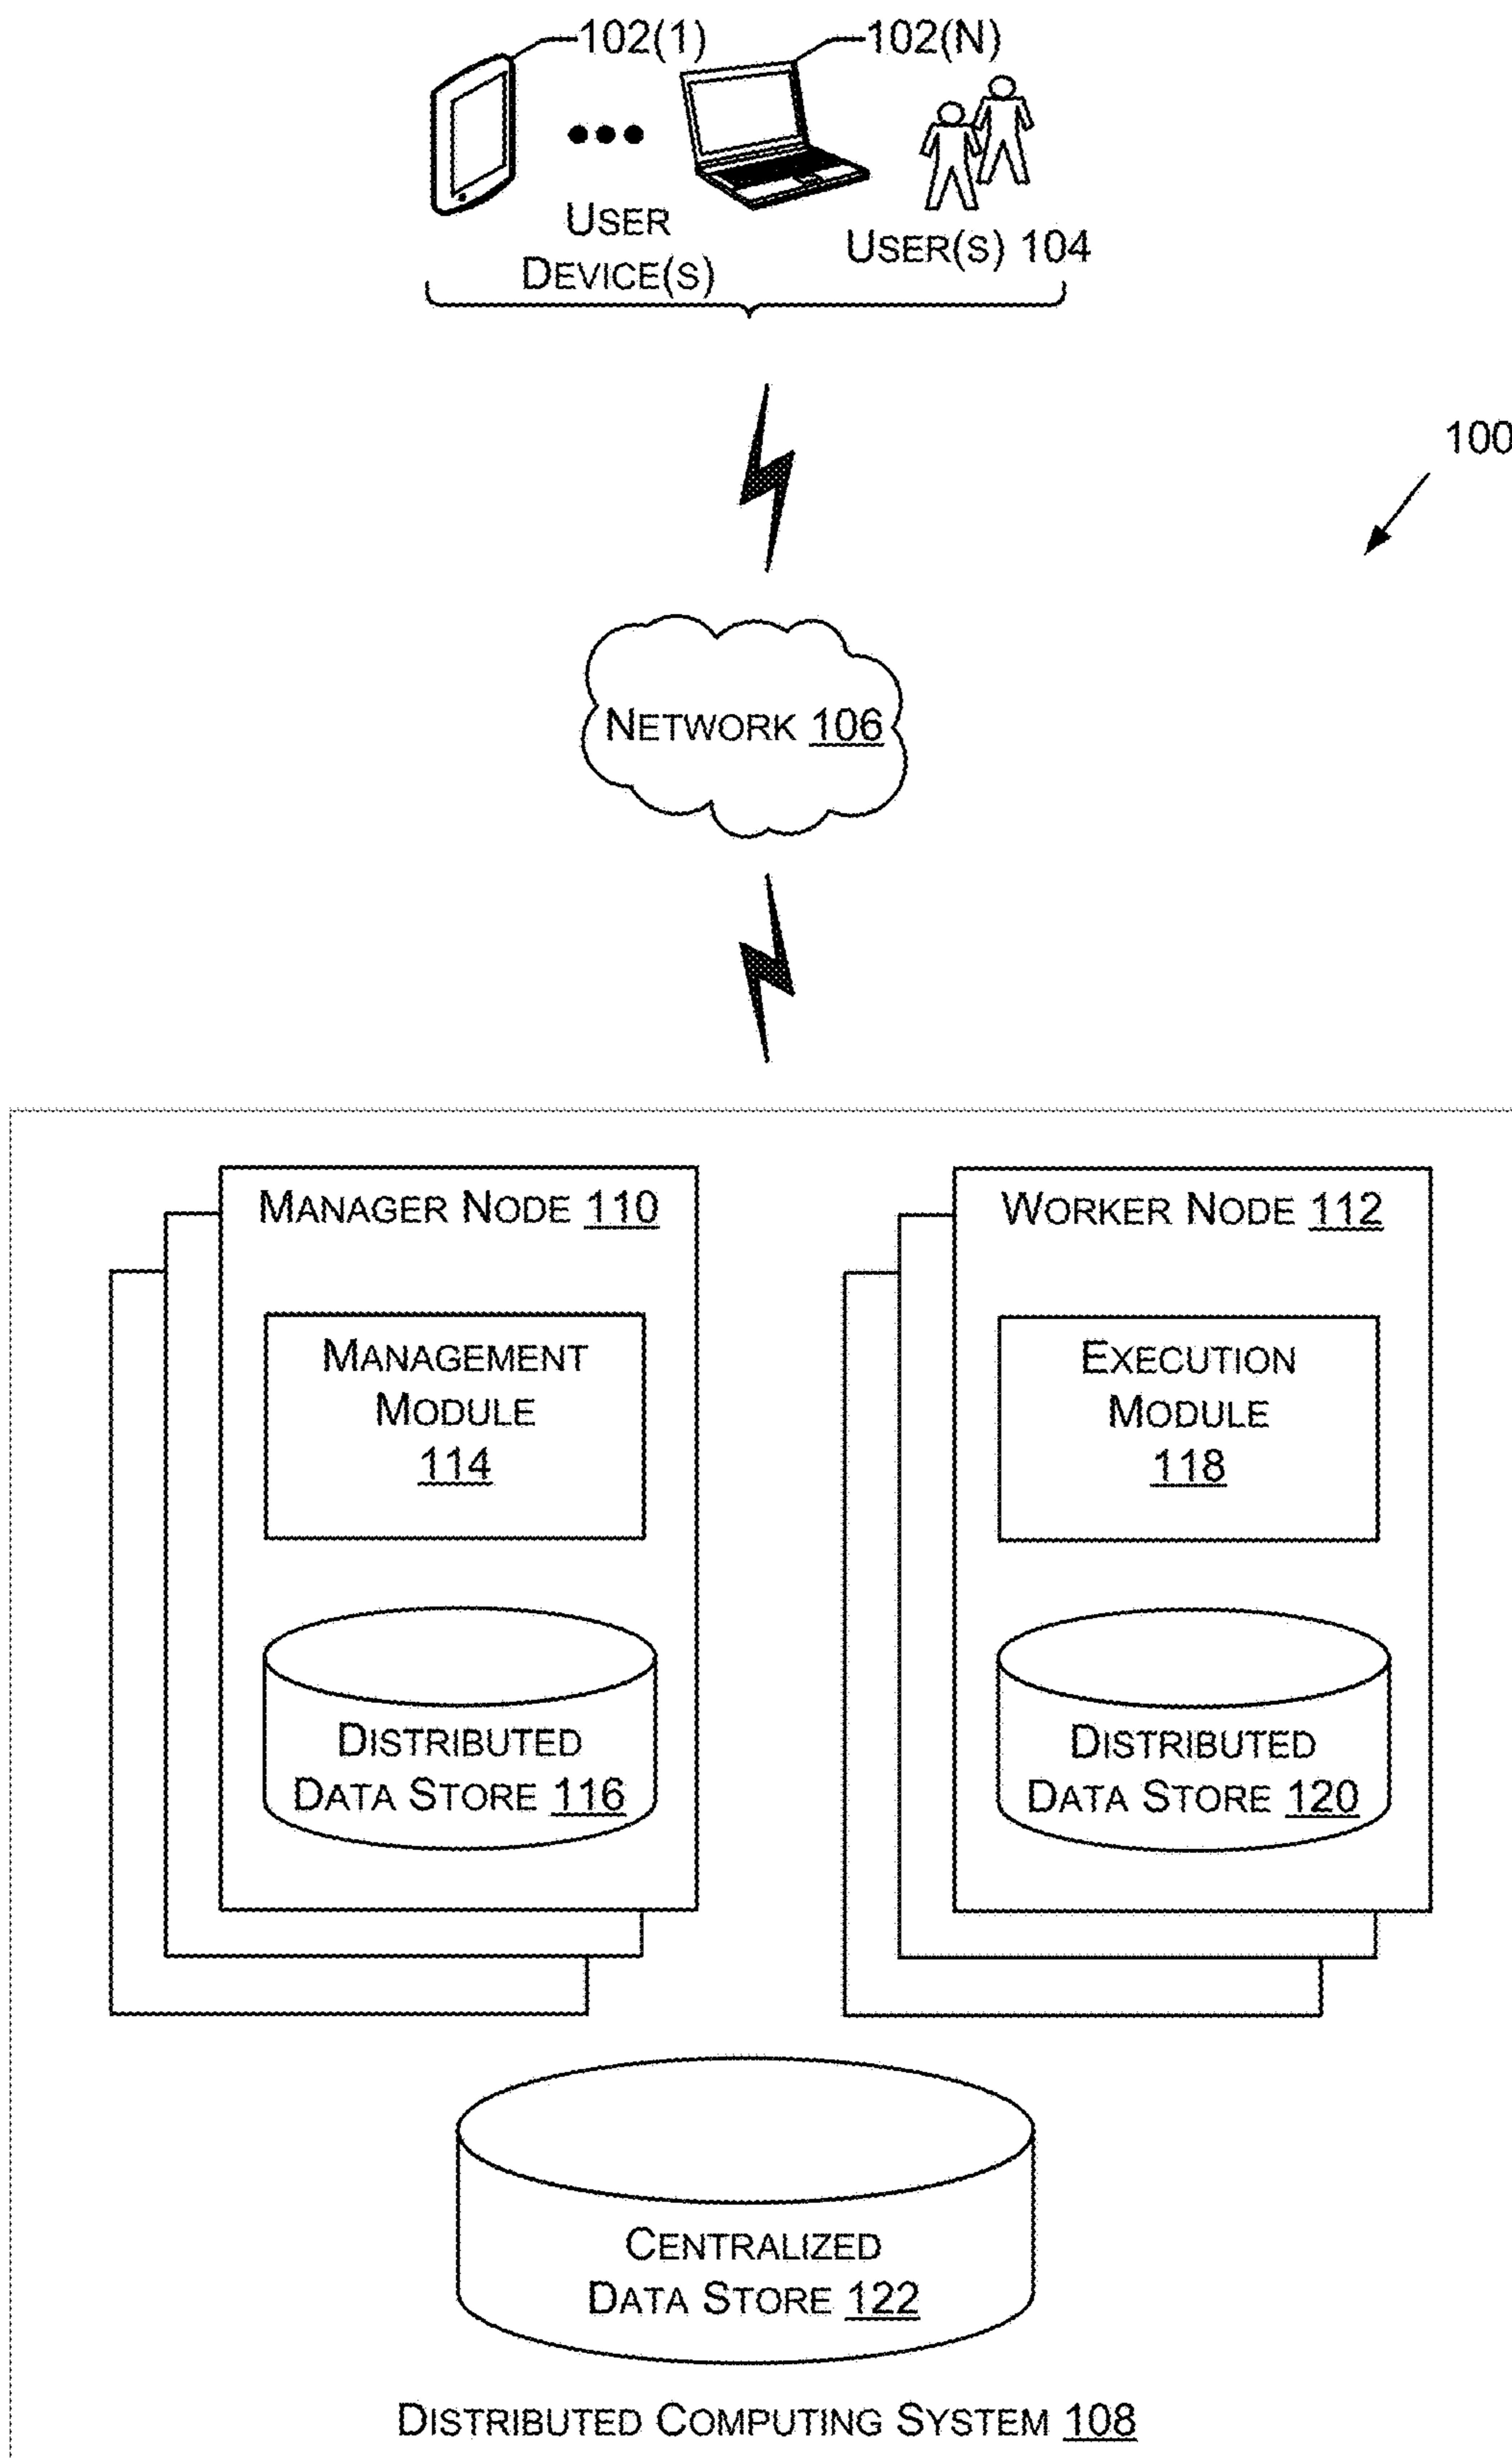 102(1)
102(N)
USER
DEVICE(S)
USER(S) 104
100
NETWORK 106
MANAGER NODE 110
MANAGEMENT
MODULE
114
DISTRIBUTED
DATA STORE 116
WORKER NODE 112
EXECUTION
MODULE
118
DISTRIBUTED
DATA STORE 120
CENTRALIZED
DATA STORE 122
DISTRIBUTED COMPUTING SYSTEM 108